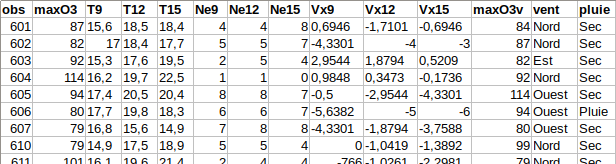 obs maxO3 T9 T12 T15 Ne9 Ne12 Ne15 Vx9 Vx12 Vx15 maxO3v vent pluie
601 87 15,6 18,5 18,4 4 4 8 0,6946 -1,7101 -0,6946 84 Nord Sec
602 82 17 18,4 17,7 5 5 7 -4,3301 -4 -3 87 Nord Sec
603 92 15,3 17,6 19,5 2 5 4 2,9544 1,8794 0,5209 82 Est Sec
604 114 16,2 19,7 22,5 1 1 0 0,9848 0,3473 -0,1736 92 Nord Sec
605 94 17,4 20,5 20,4 8 8 7 -0,5 -2,9544 -4,3301 114 Ouest Sec
606 80 17,7 19,8 18,3 6 6 7 -5,6382 -5 -6 94 Ouest Pluie
607 79 16,8 15,6 14,9 7 8 8 -4,3301 -1,8794 -3,7588 80 Ouest Sec
610 79 14,9 17,5 18,9 5 5 4 0 -1,0419 -1,3892 99 Nord Sec
611 101 16,1 19,6 21,4 2 4 4 -766 -1,0261 -2,2981 79 Nord Sec